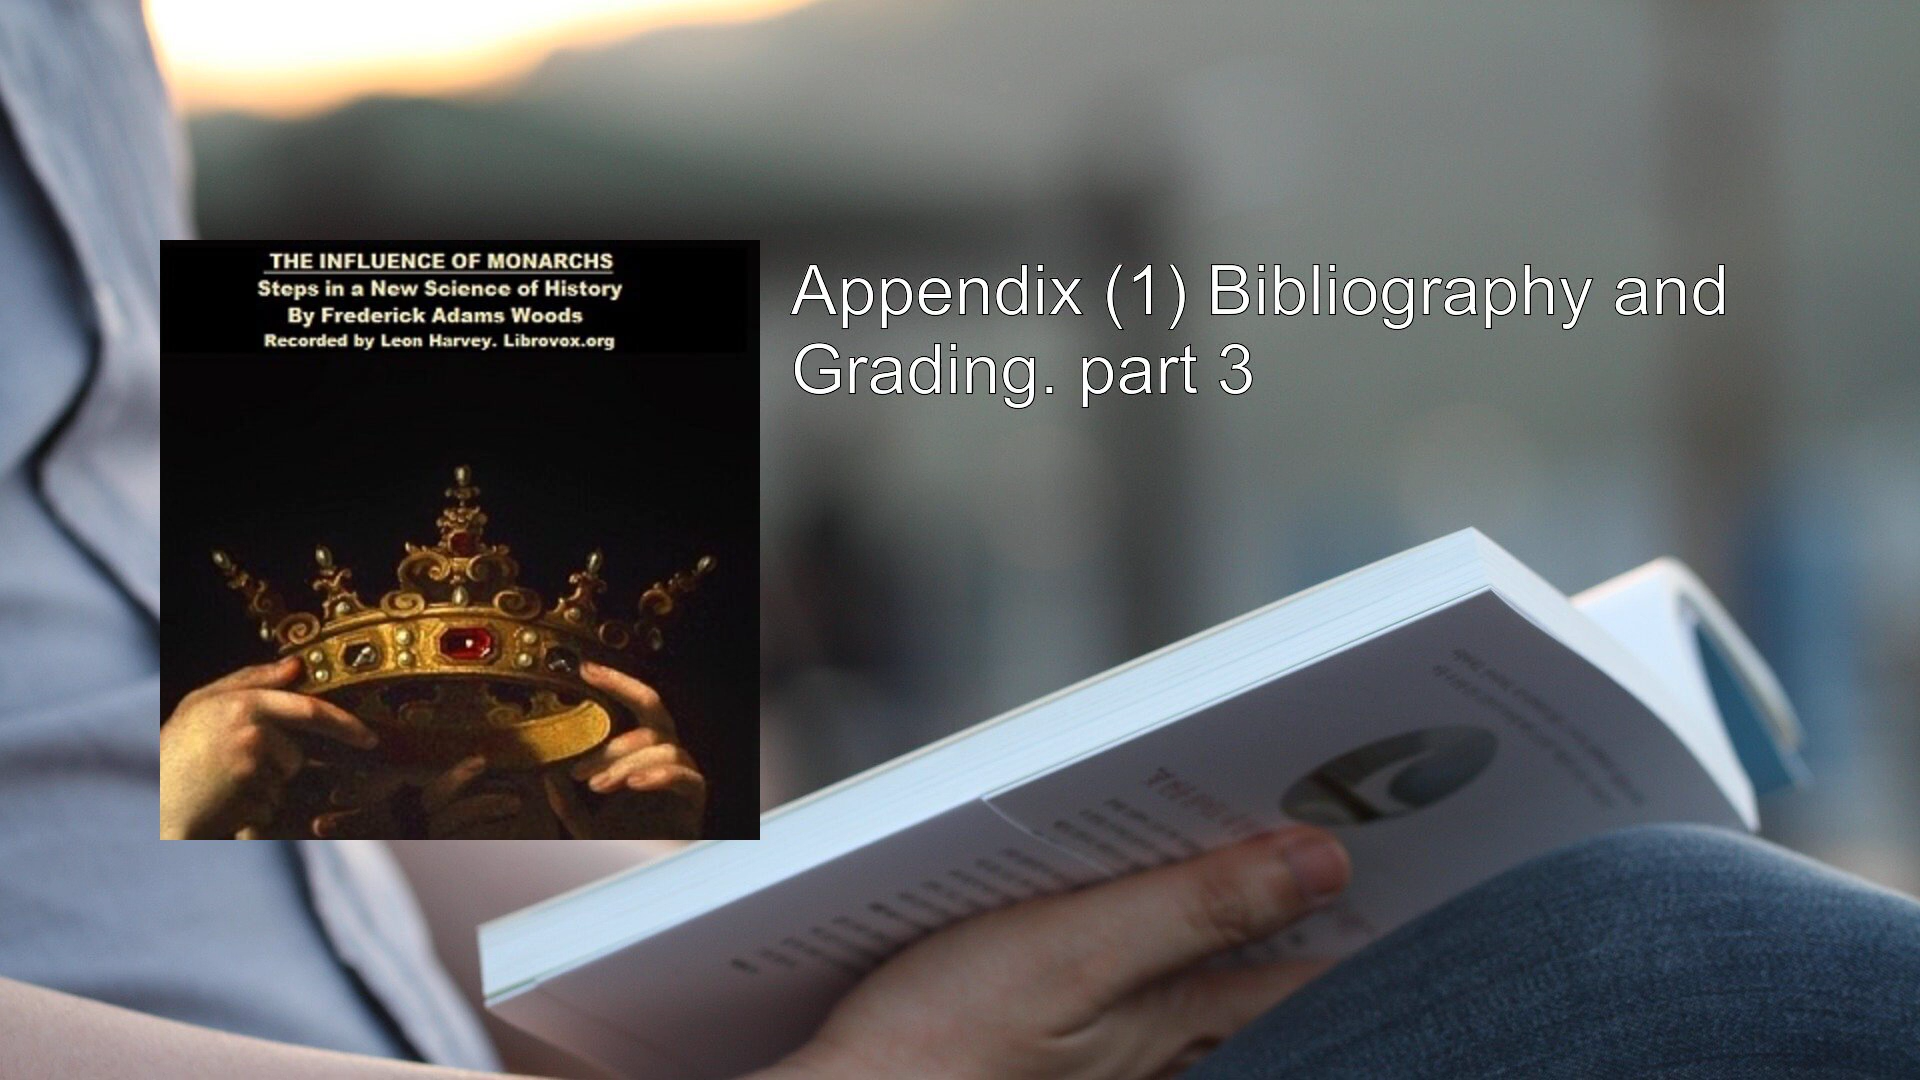 THE INFLUENCE OF MONARCHS
Steps in a New Science of History
By Frederick Adams Woods
Recorded by Leon Harvey. Librovox.org
Appendix (1) Bibliography and
Grading. part 3